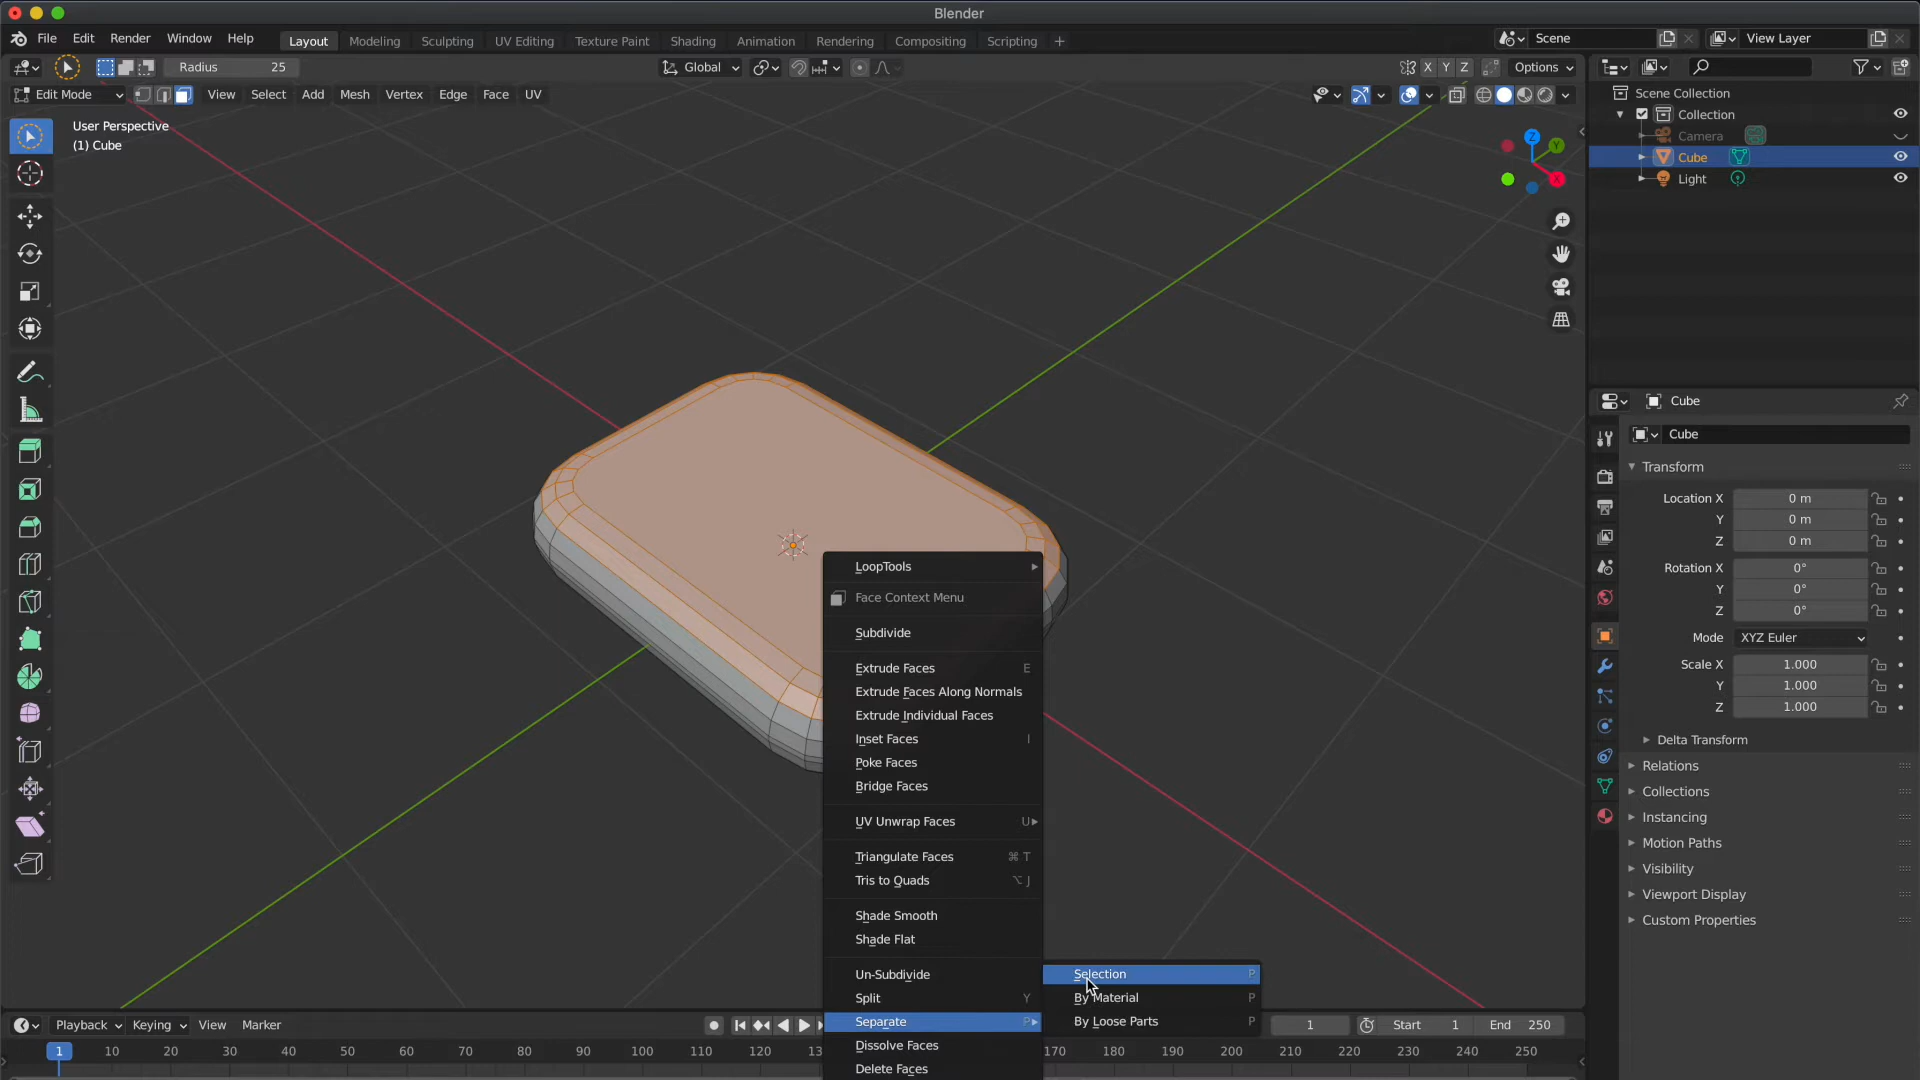 Blender
File Edit Render Window Help
Layout Modeling Sculpting UV Editing Texture Paint Shading Animation Rendering Compositing Scripting +
Scene
View Layer
Radius 25
Global
X Y Z
Options
Edit Mode
View Select Add Mesh Vertex Edge Face UV
User Perspective
(1) Cube
Z
Y
X
Scene Collection
Collection
Camera
Cube
Light
Cube
Cube
Transform
Location X 0 m
Y 0 m
Z 0 m
Rotation X 0°
Y 0°
Z 0°
Mode XYZ Euler
Scale X 1.000
Y 1.000
Z 1.000
Delta Transform
Relations
Collections
Instancing
Motion Paths
Visibility
Viewport Display
Custom Properties
LoopTools
Face Context Menu
Subdivide
Extrude Faces E
Extrude Faces Along Normals
Extrude Individual Faces
Inset Faces I
Poke Faces
Bridge Faces
UV Unwrap Faces U
Triangulate Faces ⌘ T
Tris to Quads ⌥ J
Shade Smooth
Shade Flat
Un-Subdivide
Split Y
Separate P
Dissolve Faces
Delete Faces
Selection P
By Material P
By Loose Parts P
Playback Keying View Marker
1 Start 1 End 250
1 10 20 30 40 50 60 70 80 90 100 110 120 170 180 190 200 210 220 230 240 250